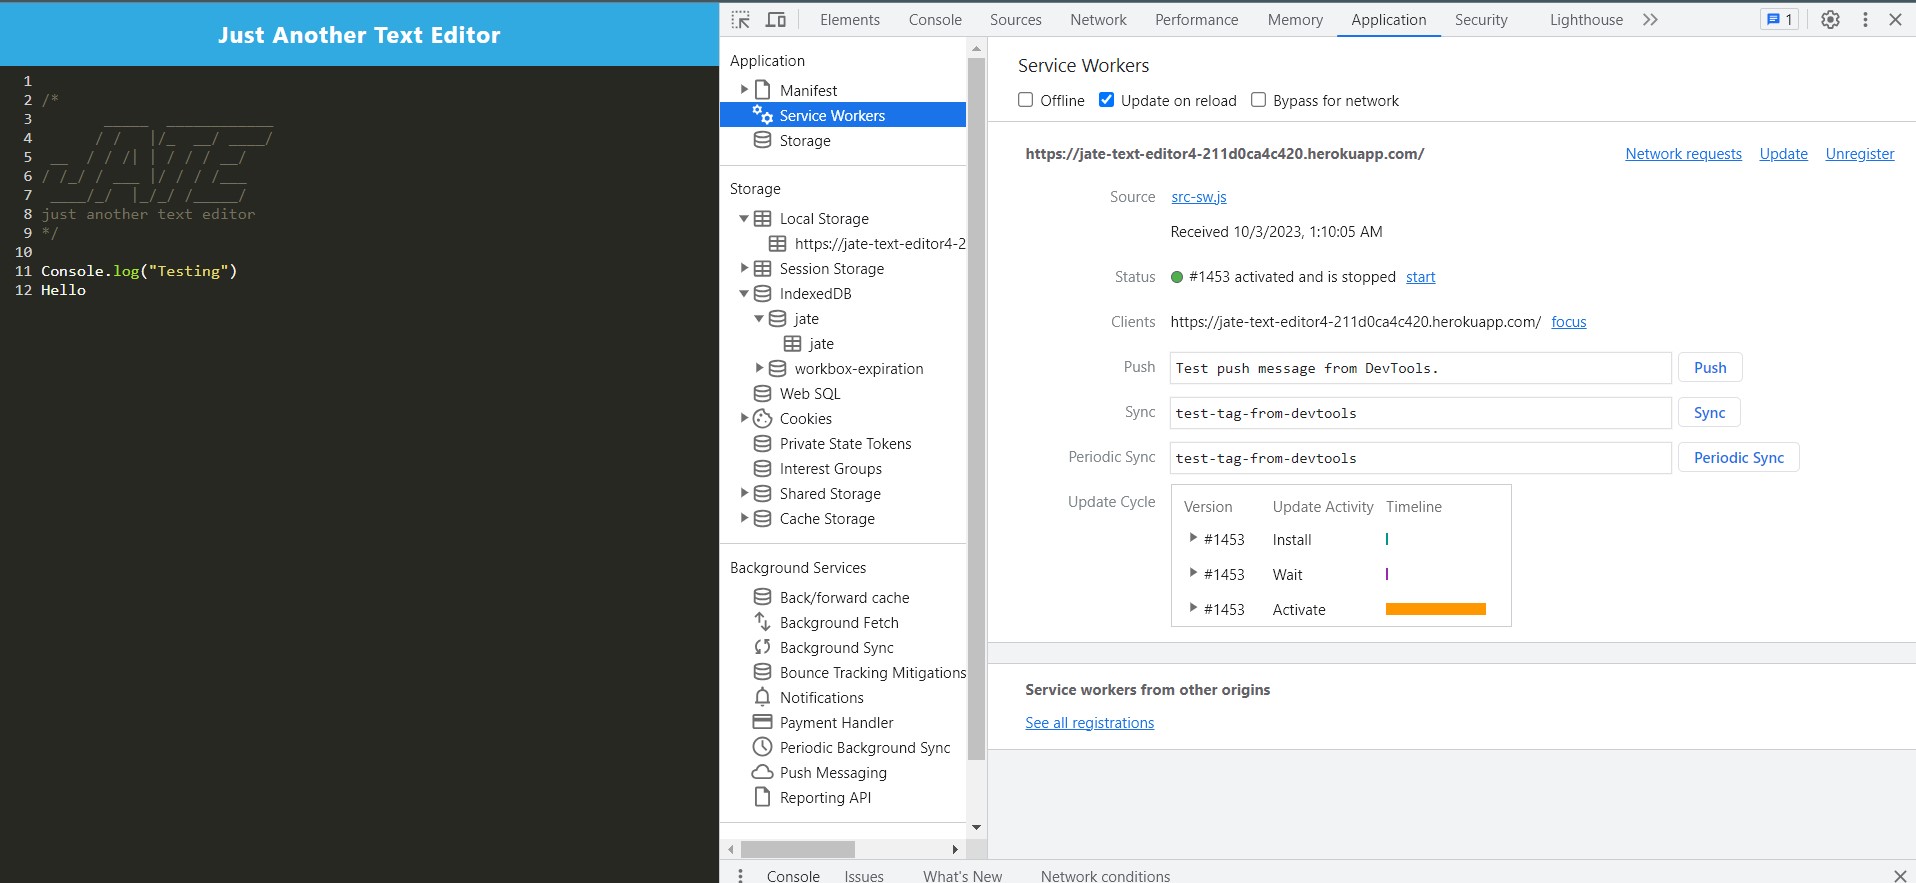 Just Another Text Editor
1
2 /*
3        _____  ____________
4       / /   |/_  __/ ____/
5  __  / / /| | / / / __/
6 / /_/ / ___ |/ / / /___
7  ____/_/  |_/_/ /_____/
8 just another text editor
9 */
10
11 Console.log("Testing")
12 Hello
Elements Console Sources Network Performance Memory Application Security Lighthouse 1
Application
Manifest
Service Workers
Storage
Storage
Local Storage
https://jate-text-editor4-2
Session Storage
IndexedDB
jate
jate
workbox-expiration
Web SQL
Cookies
Private State Tokens
Interest Groups
Shared Storage
Cache Storage
Background Services
Back/forward cache
Background Fetch
Background Sync
Bounce Tracking Mitigations
Notifications
Payment Handler
Periodic Background Sync
Push Messaging
Reporting API
Service Workers
Offline Update on reload Bypass for network
https://jate-text-editor4-211d0ca4c420.herokuapp.com/ Network requests Update Unregister
Source src-sw.js
Received 10/3/2023, 1:10:05 AM
Status #1453 activated and is stopped start
Clients https://jate-text-editor4-211d0ca4c420.herokuapp.com/ focus
Push Test push message from DevTools. Push
Sync test-tag-from-devtools Sync
Periodic Sync test-tag-from-devtools Periodic Sync
Update Cycle Version Update Activity Timeline
#1453 Install
#1453 Wait
#1453 Activate
Service workers from other origins
See all registrations
Console Issues What's New Network conditions